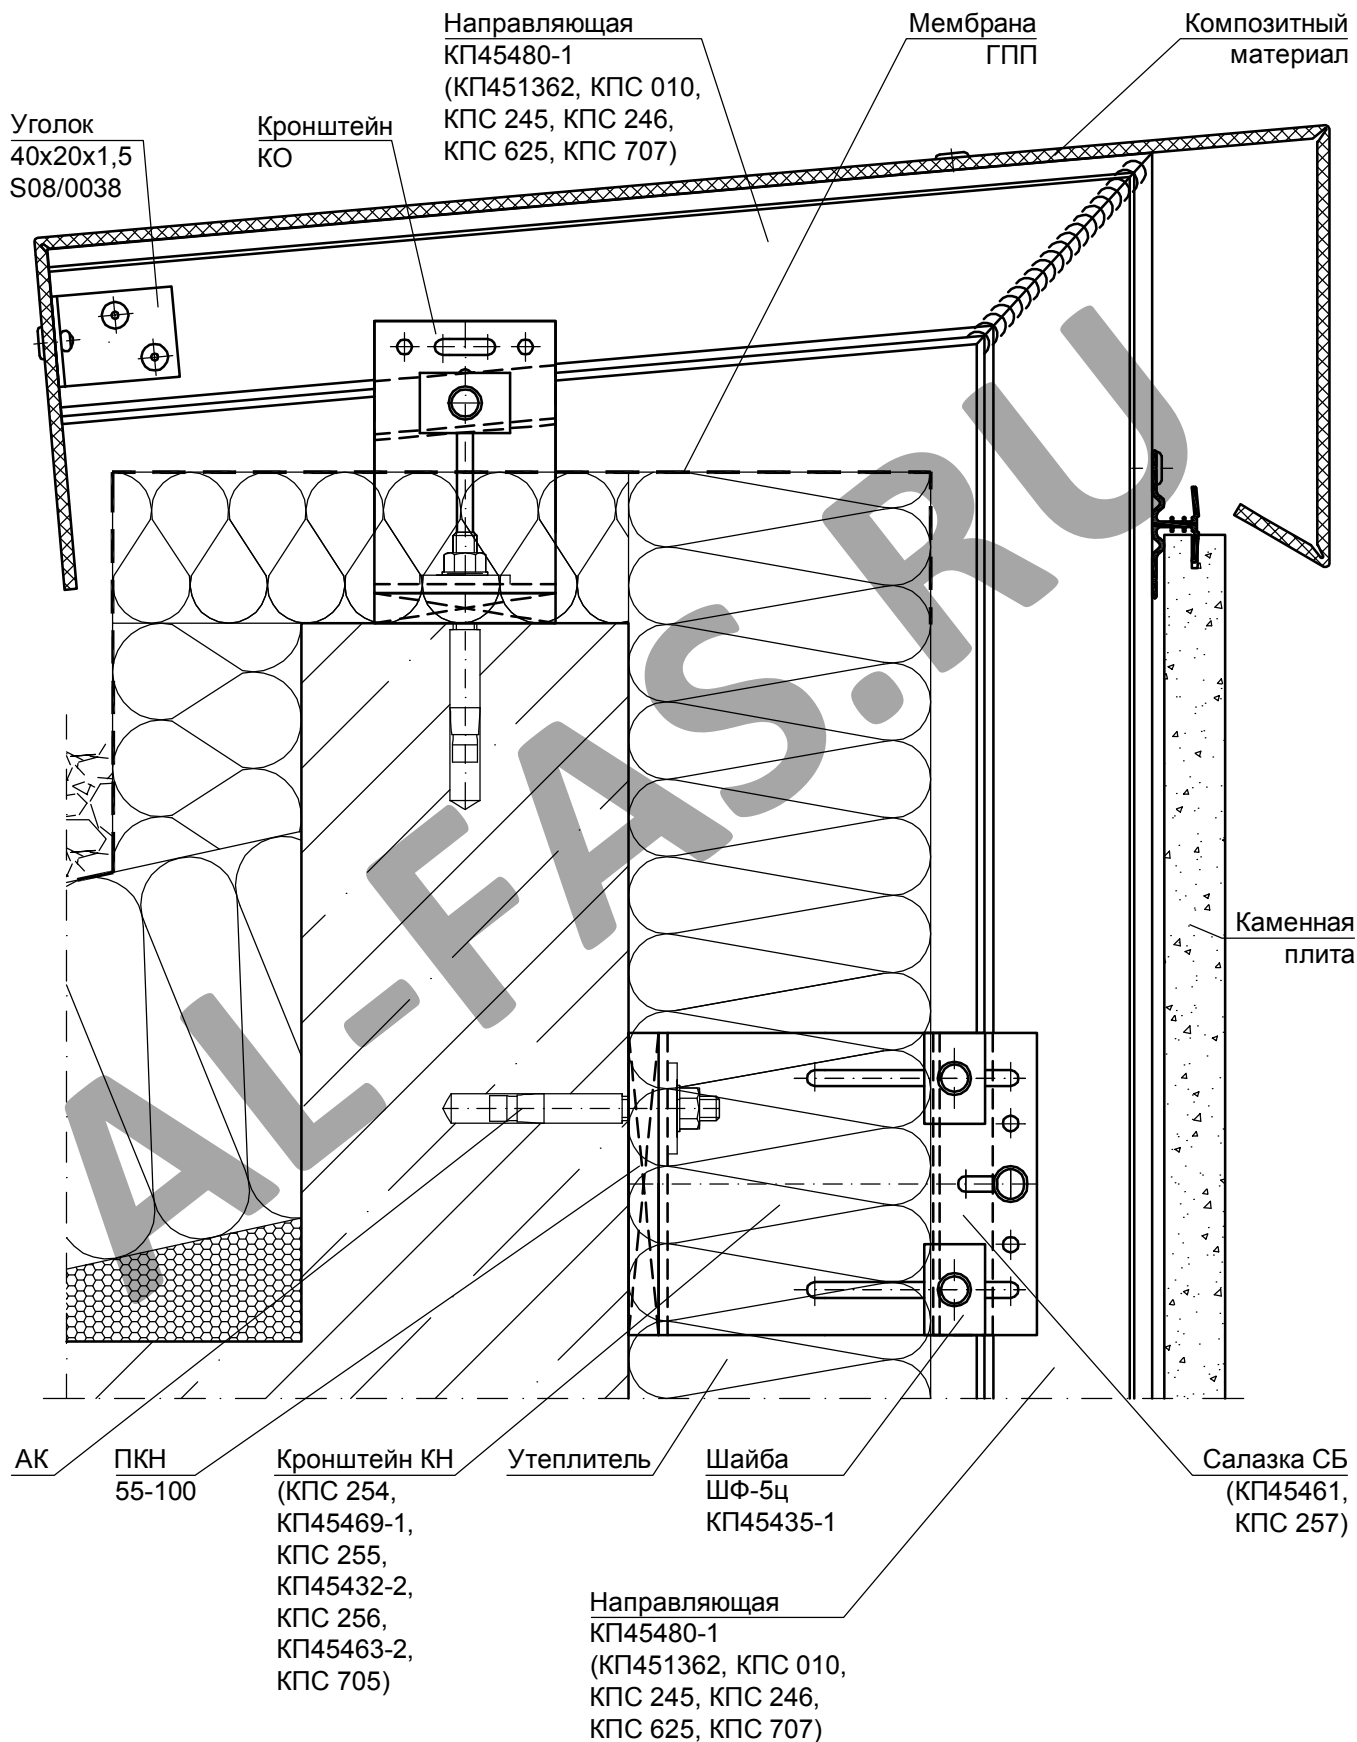 Направляющая
КП45480-1
(КП451362, КПС 010,
КПС 245, КПС 246,
КПС 625, КПС 707)
Мембрана
ГПП
Композитный
материал
Уголок
40х20х1,5
S08/0038
Кронштейн
КО
AL-FAS.RU
Каменная
плита
АК
ПКН
55-100
Кронштейн КН
(КПС 254,
КП45469-1,
КПС 255,
КП45432-2,
КПС 256,
КП45463-2,
КПС 705)
Утеплитель
Шайба
ШФ-5ц
КП45435-1
Салазка СБ
(КП45461,
КПС 257)
Направляющая
КП45480-1
(КП451362, КПС 010,
КПС 245, КПС 246,
КПС 625, КПС 707)